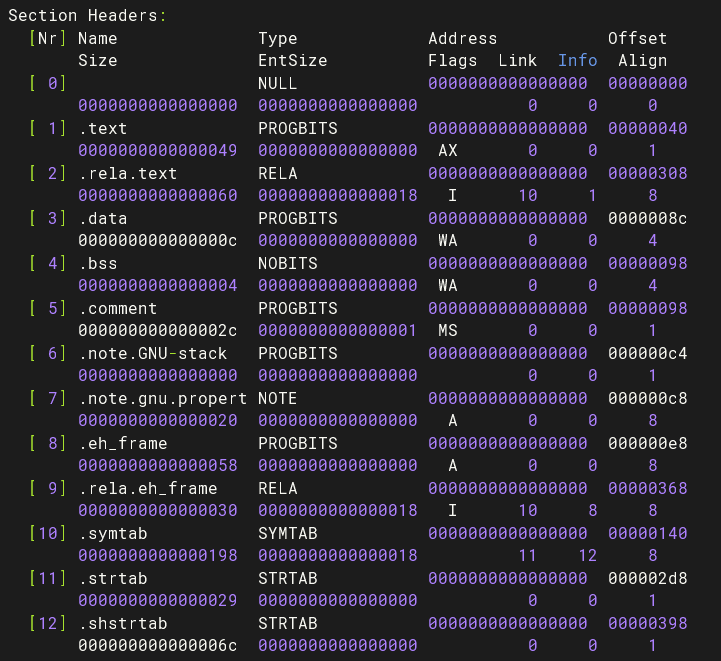 Section Headers:
[Nr] Name Type Address Offset
Size EntSize Flags Link Info Align
[ 0] NULL 0000000000000000 00000000
0000000000000000 0000000000000000 0 0 0
[ 1] .text PROGBITS 0000000000000000 00000040
0000000000000049 0000000000000000 AX 0 0 1
[ 2] .rela.text RELA 0000000000000000 00000308
0000000000000060 0000000000000018 I 10 1 8
[ 3] .data PROGBITS 0000000000000000 0000008c
000000000000000c 0000000000000000 WA 0 0 4
[ 4] .bss NOBITS 0000000000000000 00000098
0000000000000004 0000000000000000 WA 0 0 4
[ 5] .comment PROGBITS 0000000000000000 00000098
000000000000002c 0000000000000001 MS 0 0 1
[ 6] .note.GNU-stack PROGBITS 0000000000000000 000000c4
0000000000000000 0000000000000000 0 0 1
[ 7] .note.gnu.propert NOTE 0000000000000000 000000c8
0000000000000020 0000000000000000 A 0 0 8
[ 8] .eh_frame PROGBITS 0000000000000000 000000e8
0000000000000058 0000000000000000 A 0 0 8
[ 9] .rela.eh_frame RELA 0000000000000000 00000368
0000000000000030 0000000000000018 I 10 8 8
[10] .symtab SYMTAB 0000000000000000 00000140
0000000000000198 0000000000000018 11 12 8
[11] .strtab STRTAB 0000000000000000 000002d8
0000000000000029 0000000000000000 0 0 1
[12] .shstrtab STRTAB 0000000000000000 00000398
000000000000006c 0000000000000000 0 0 1